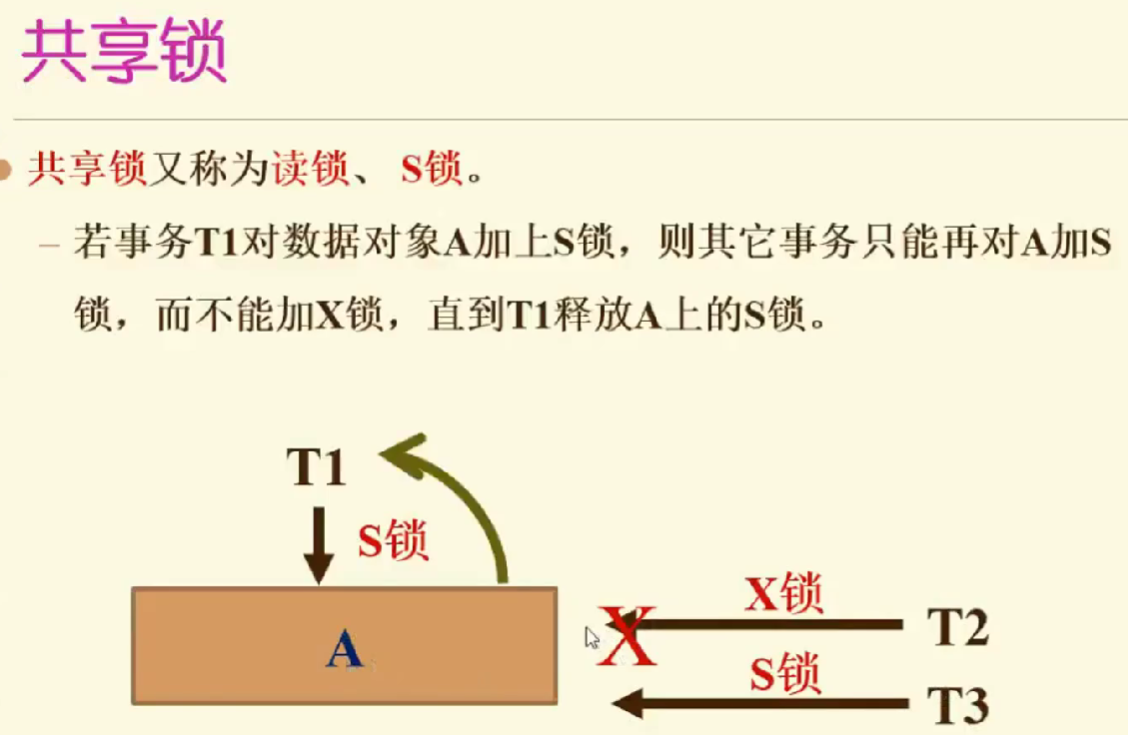 共享锁
共享锁又称为读锁、 S锁。
– 若事务T1对数据对象A加上S锁，则其它事务只能再对A加S
锁，而不能加X锁，直到T1释放A上的S锁。
T1
S锁
X锁
A
X
T2
S锁
T3